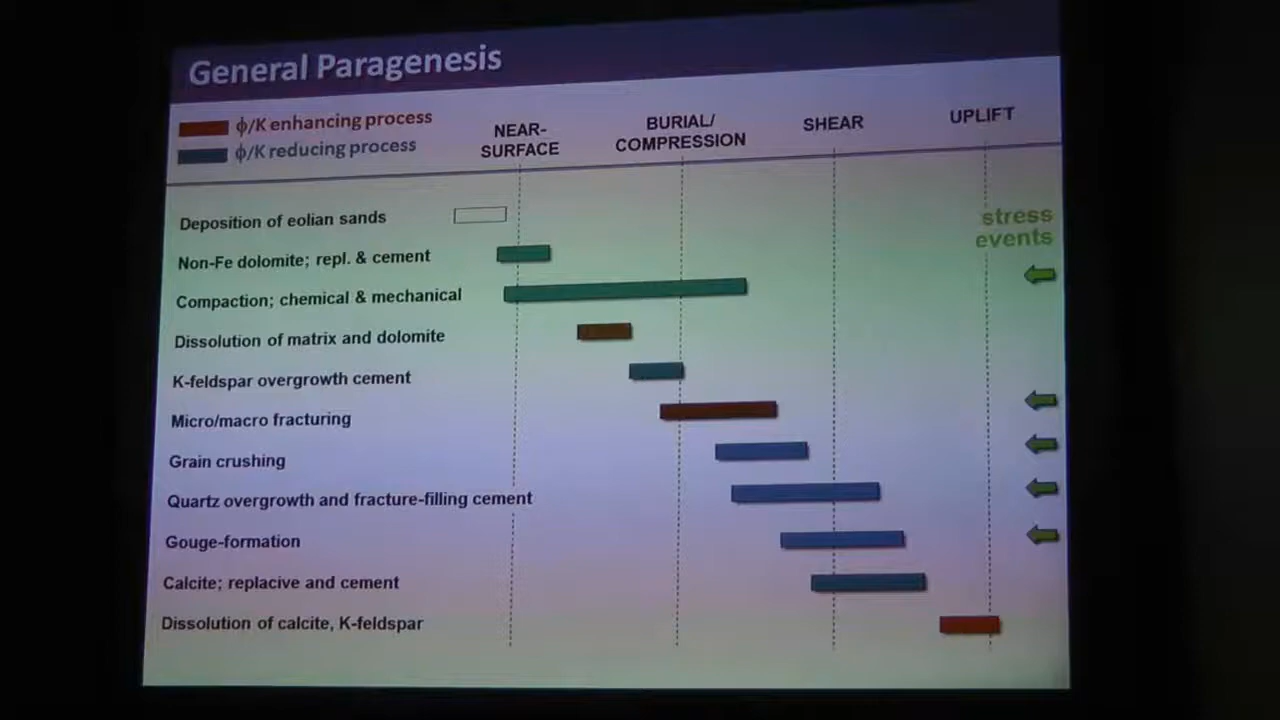 General Paragenesis
ϕ/K enhancing process
ϕ/K reducing process
NEAR-
SURFACE
BURIAL/
COMPRESSION
SHEAR
UPLIFT
stress
events
Deposition of eolian sands
Non-Fe dolomite; repl. & cement
Compaction; chemical & mechanical
Dissolution of matrix and dolomite
K-feldspar overgrowth cement
Micro/macro fracturing
Grain crushing
Quartz overgrowth and fracture-filling cement
Gouge-formation
Calcite; replacive and cement
Dissolution of calcite, K-feldspar